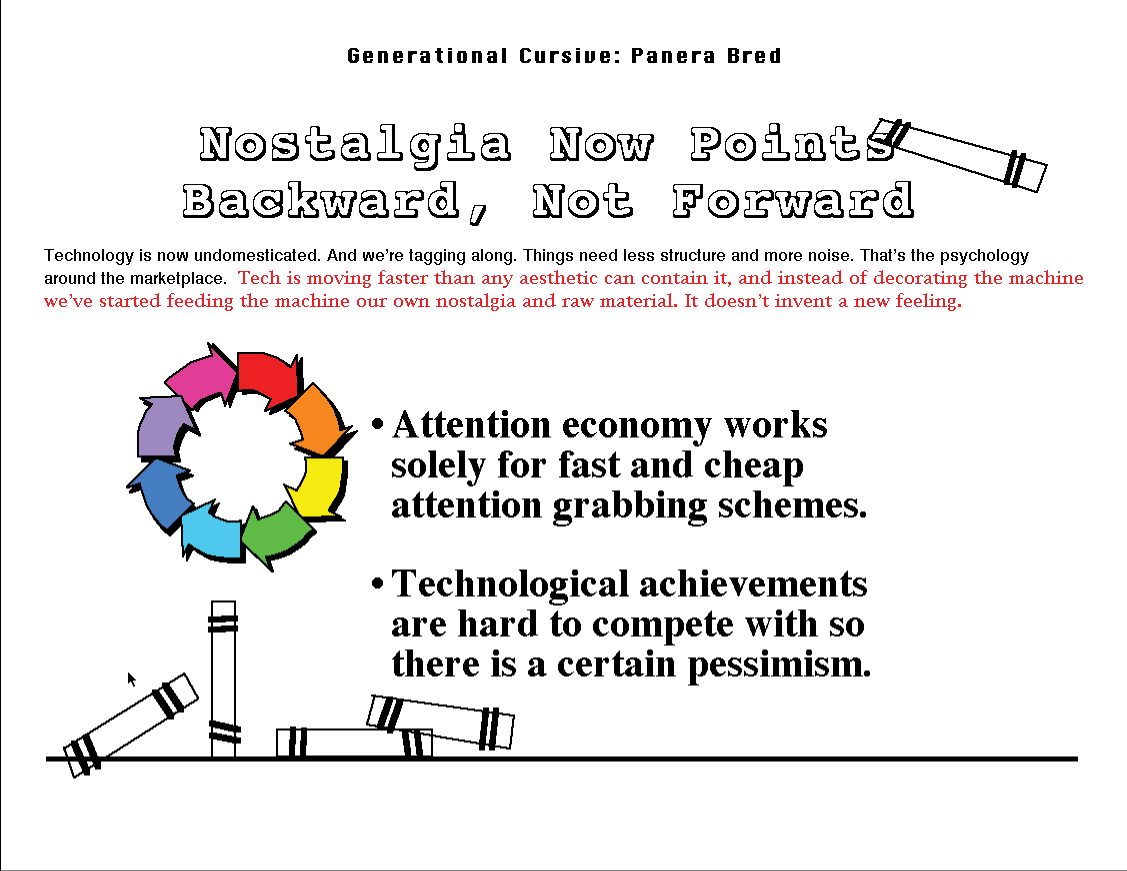 Generational Cursive: Panera Bred
Nostalgia Now Points
Backward, Not Forward
Technology is now undomesticated. And we're tagging along. Things need less structure and more noise. That's the psychology
around the marketplace. Tech is moving faster than any aesthetic can contain it, and instead of decorating the machine
we've started feeding the machine our own nostalgia and raw material. It doesn't invent a new feeling.
• Attention economy works
solely for fast and cheap
attention grabbing schemes.
• Technological achievements
are hard to compete with so
there is a certain pessimism.